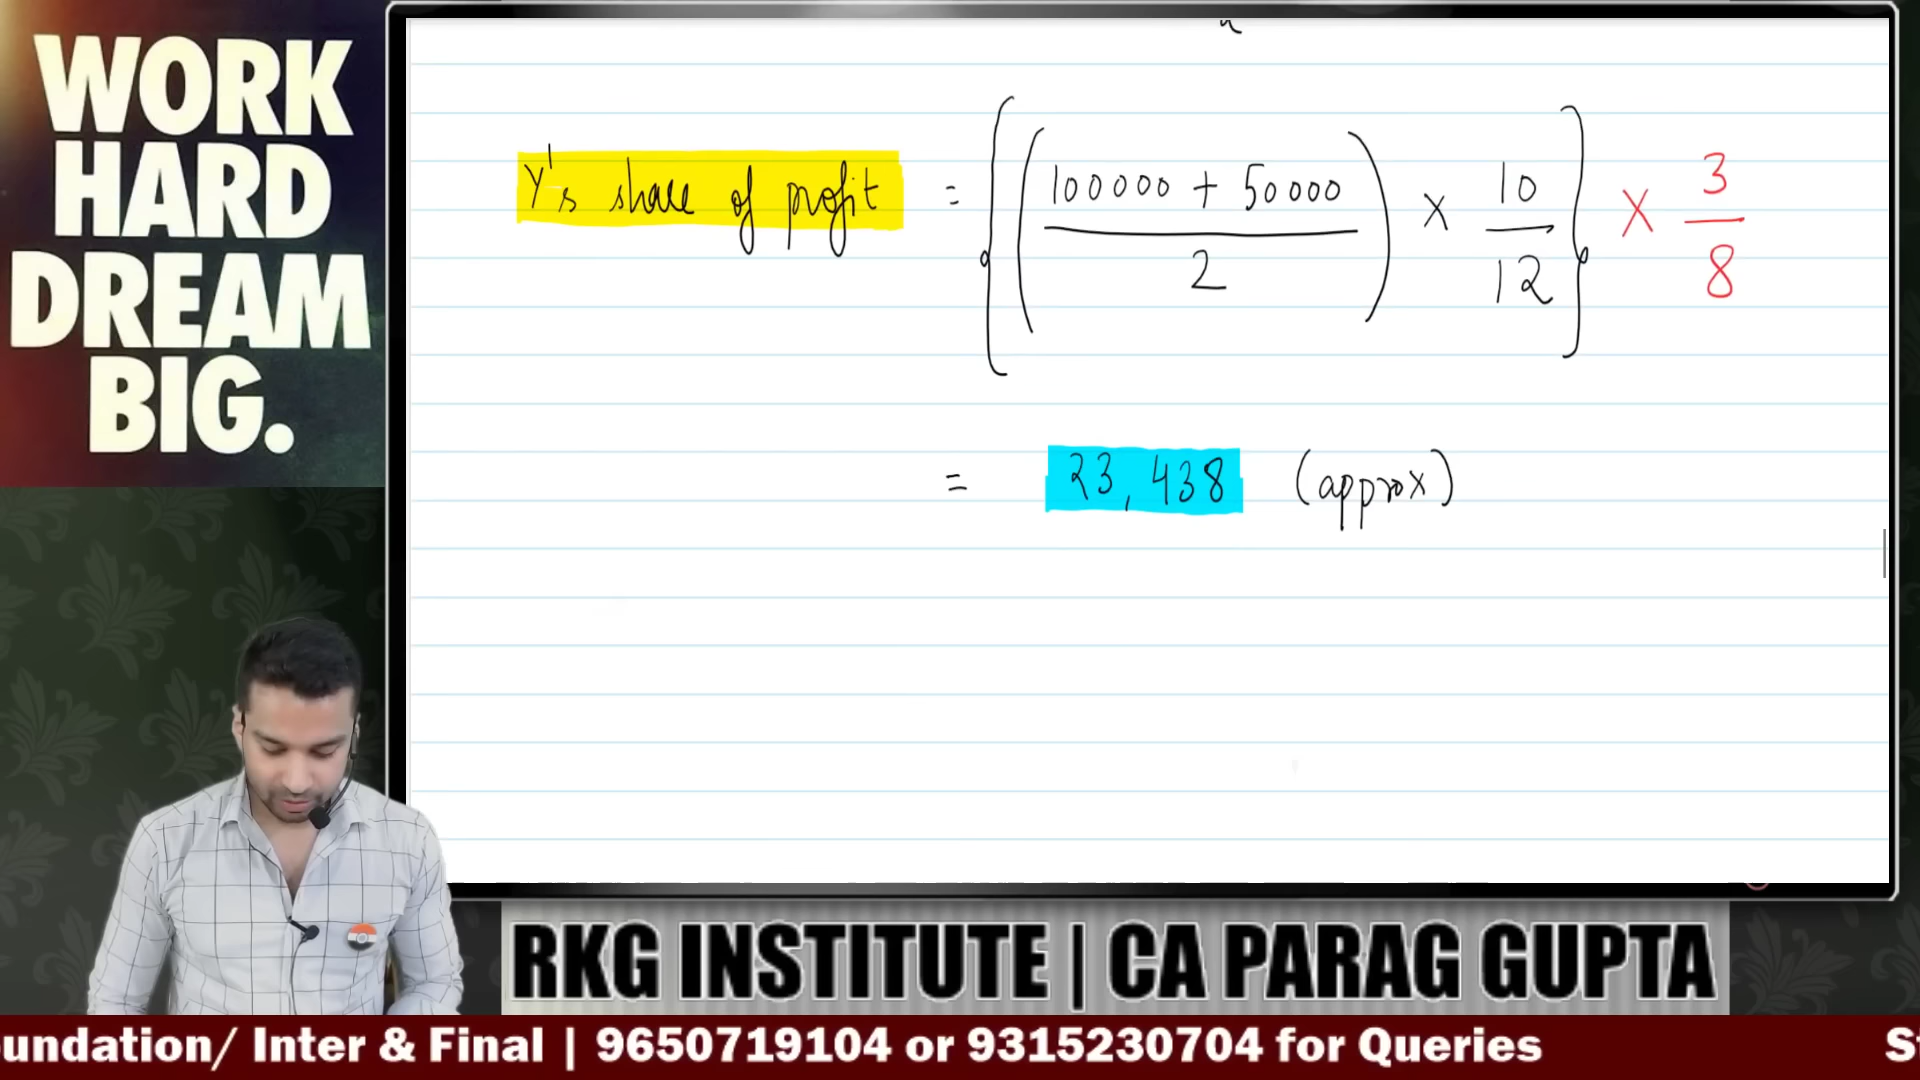 WORK
HARD
DREAM
BIG.
Y's share of profit = {((100000 + 50000) / 2) × 10/12} × 3/8
= 23,438 (approx)
RKG INSTITUTE | CA PARAG GUPTA
oundation/ Inter & Final | 9650719104 or 9315230704 for Queries